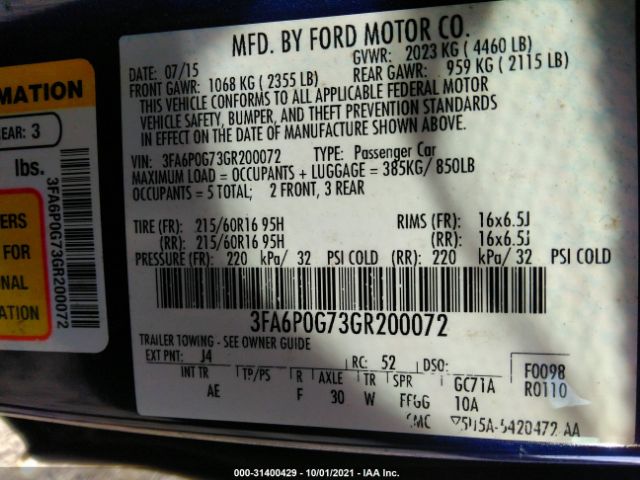 MFD. BY FORD MOTOR CO.
DATE: 07/15 GVWR: 2023 KG ( 4460 LB)
FRONT GAWR: 1068 KG ( 2355 LB) REAR GAWR: 959 KG ( 2115 LB)
THIS VEHICLE CONFORMS TO ALL APPLICABLE FEDERAL MOTOR
VEHICLE SAFETY, BUMPER, AND THEFT PREVENTION STANDARDS
IN EFFECT ON THE DATE OF MANUFACTURE SHOWN ABOVE.
VIN: 3FA6P0G73GR200072 TYPE: Passenger Car
MAXIMUM LOAD = OCCUPANTS + LUGGAGE = 385KG/ 850LB
OCCUPANTS = 5 TOTAL; 2 FRONT, 3 REAR
TIRE (FR): 215/60R16 95H RIMS (FR): 16x6.5J
(RR): 215/60R16 95H (RR): 16x6.5J
PRESSURE (FR): 220 kPa/ 32 PSI COLD (RR): 220 kPa/ 32 PSI COLD
3FA6P0G73GR200072
TRAILER TOWING - SEE OWNER GUIDE
EXT PNT: J4 RC: 52 DSO: F0098
INT TR TP/PS R AXLE TR SPR GC71A R0110
AE F 30 W FFGG 10A
RMATION
REAR: 3
lbs.
3FA6P0G73GR200072
ERS
FOR
NAL
ATION
000-31400429 - 10/01/2021 - IAA Inc.